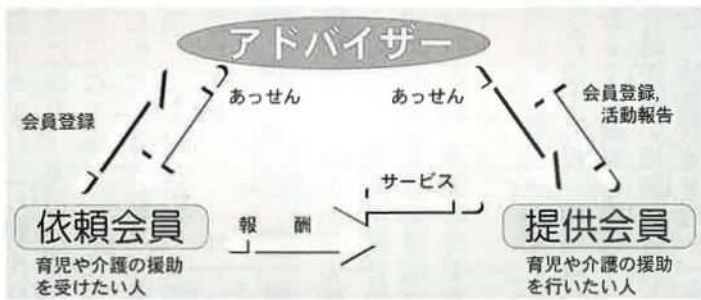 アドバイザー
会員登録
あっせん
あっせん
会員登録,
活動報告
サービス
依頼会員
報酬
提供会員
育児や介護の援助
を受けたい人
育児や介護の援助
を行いたい人